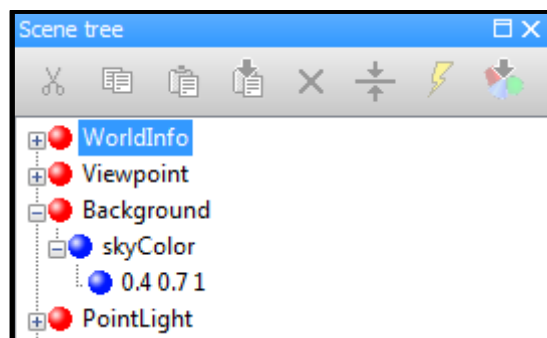 Scene tree
WorldInfo
Viewpoint
Background
skyColor
0.4 0.7 1
PointLight